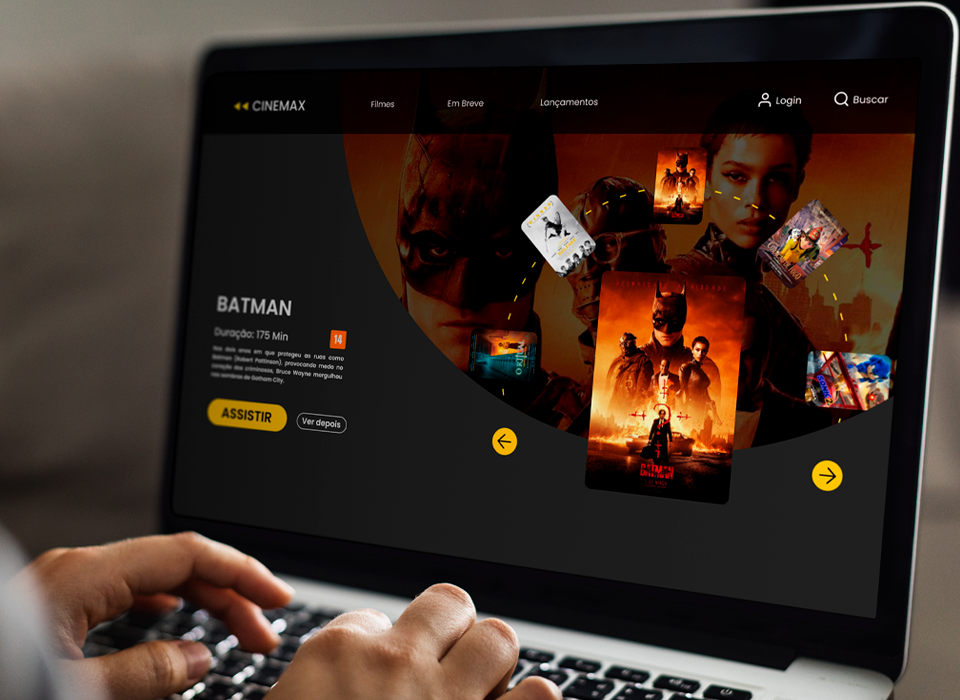 CINEMAX
Filmes
Em Breve
Lançamentos
Login
Buscar
BATMAN
Duração: 175 Min
14
Nos dois anos em que protegeu as ruas como
Batman (Robert Pattinson), provocando medo no
coração dos criminosos, Bruce Wayne mergulhou
nas sombras de Gotham City.
ASSISTIR
Ver depois
BATMAN